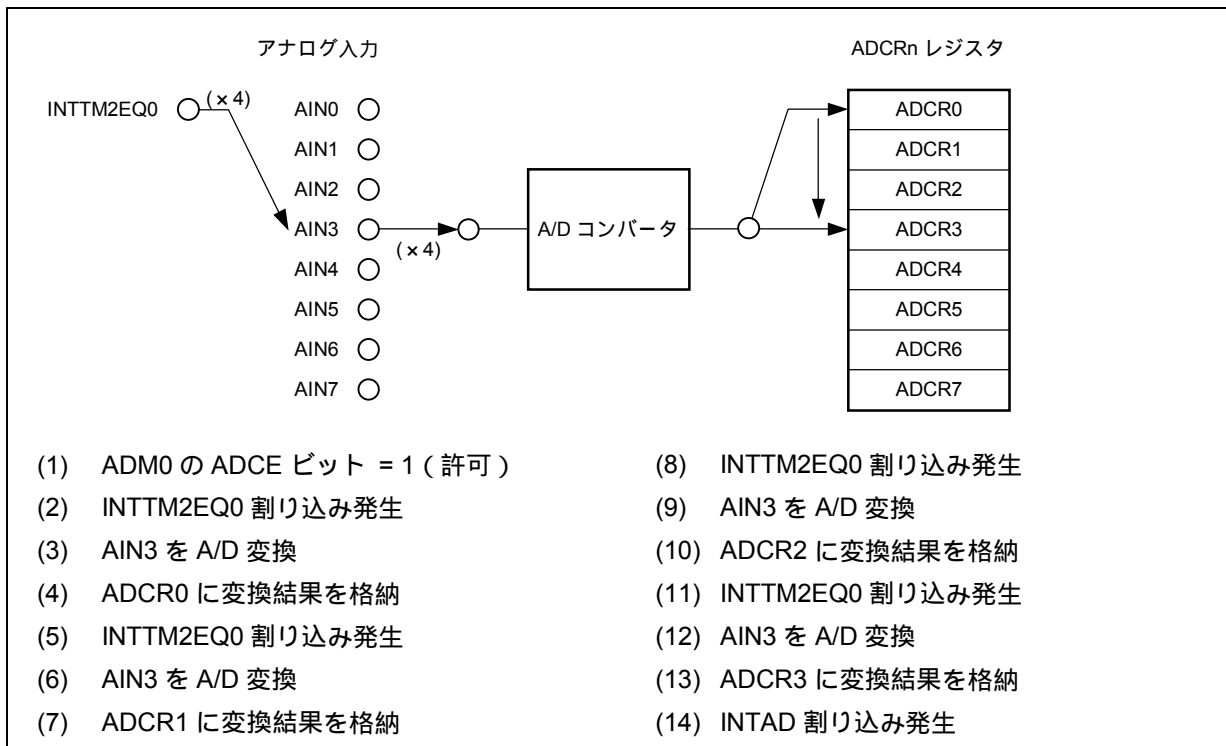 アナログ入力
ADCRn レジスタ
INTTM2EQ0
(×4)
AIN0
AIN1
AIN2
AIN3
AIN4
AIN5
AIN6
AIN7
(×4)
A/D コンバータ
ADCR0
ADCR1
ADCR2
ADCR3
ADCR4
ADCR5
ADCR6
ADCR7
(1) ADM0 の ADCE ビット = 1(許可)
(2) INTTM2EQ0 割り込み発生
(3) AIN3 を A/D 変換
(4) ADCR0 に変換結果を格納
(5) INTTM2EQ0 割り込み発生
(6) AIN3 を A/D 変換
(7) ADCR1 に変換結果を格納
(8) INTTM2EQ0 割り込み発生
(9) AIN3 を A/D 変換
(10) ADCR2 に変換結果を格納
(11) INTTM2EQ0 割り込み発生
(12) AIN3 を A/D 変換
(13) ADCR3 に変換結果を格納
(14) INTAD 割り込み発生